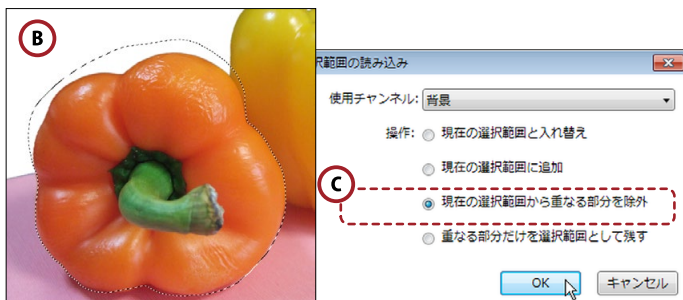 B
択範囲の読み込み
使用チャンネル: 背景
操作: 現在の選択範囲と入れ替え
現在の選択範囲に追加
C
現在の選択範囲から重なる部分を除外
重なる部分だけを選択範囲として残す
OK キャンセル